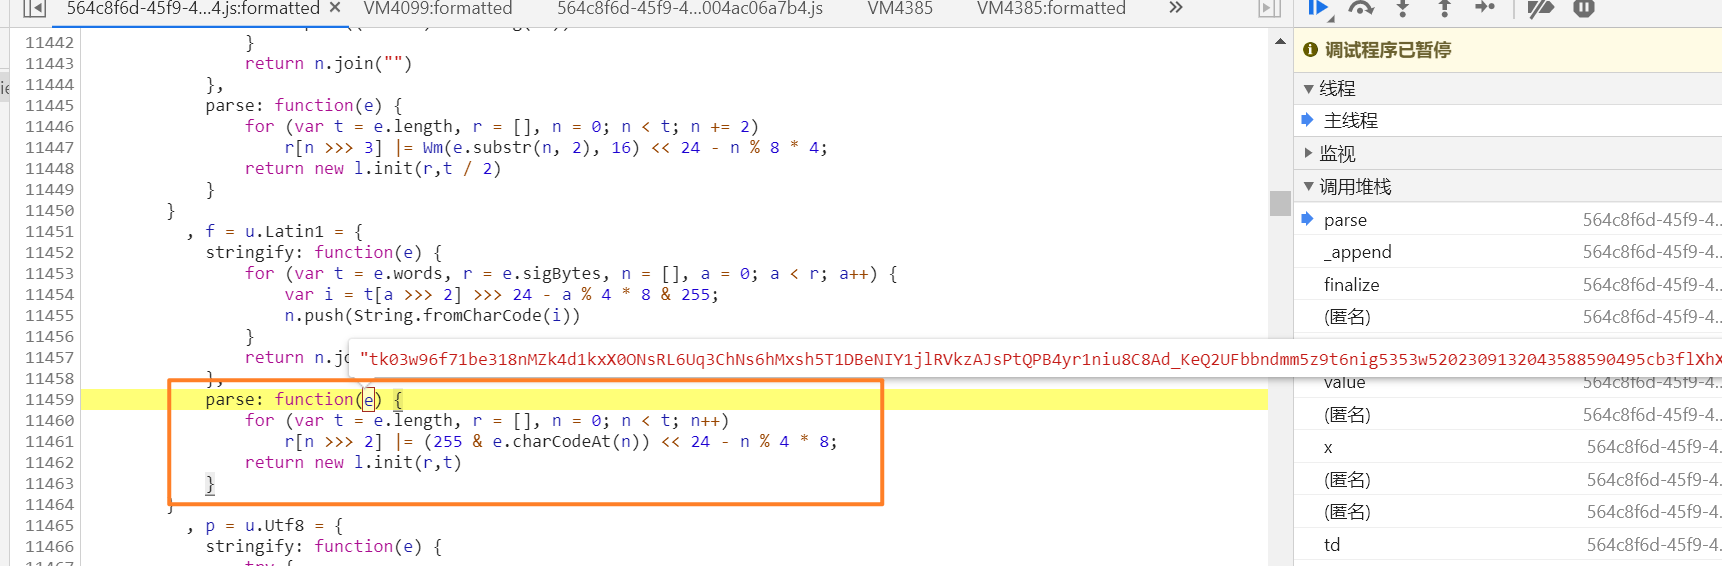 564c8f6d-45f9-4...4.js:formatted × VM4099:formatted 564c8f6d-45f9-4...004ac06a7b4.js VM4385 VM4385:formatted »
11442 }
11443 return n.join("")
11444 },
11445 parse: function(e) {
11446 for (var t = e.length, r = [], n = 0; n < t; n += 2)
11447 r[n >>> 3] |= Wm(e.substr(n, 2), 16) << 24 - n % 8 * 4;
11448 return new l.init(r,t / 2)
11449 }
11450 }
11451 , f = u.Latin1 = {
11452 stringify: function(e) {
11453 for (var t = e.words, r = e.sigBytes, n = [], a = 0; a < r; a++) {
11454 var i = t[a >>> 2] >>> 24 - a % 4 * 8 & 255;
11455 n.push(String.fromCharCode(i))
11456 }
11457 return n.jo
"tk03w96f71be318nMZk4d1kxX0ONsRL6Uq3ChNs6hMxsh5T1DBeNIY1jlRVkzAJsPtQPB4yr1niu8C8Ad_KeQ2UFbbndmm5z9t6nig5353w5202309132043588590495cb3flXhX
11458 },
11459 parse: function(e) {
11460 for (var t = e.length, r = [], n = 0; n < t; n++)
11461 r[n >>> 2] |= (255 & e.charCodeAt(n)) << 24 - n % 4 * 8;
11462 return new l.init(r,t)
11463 }
11464 }
11465 , p = u.Utf8 = {
11466 stringify: function(e) {
调试程序已暂停
线程
主线程
监视
调用堆栈
parse 564c8f6d-45f9-4...
_append 564c8f6d-45f9-4...
finalize 564c8f6d-45f9-4...
(匿名) 564c8f6d-45f9-4...
value 564c8f6d-45f9-4...
(匿名) 564c8f6d-45f9-4...
x 564c8f6d-45f9-4...
(匿名) 564c8f6d-45f9-4...
(匿名) 564c8f6d-45f9-4...
td 564c8f6d-45f9-4...